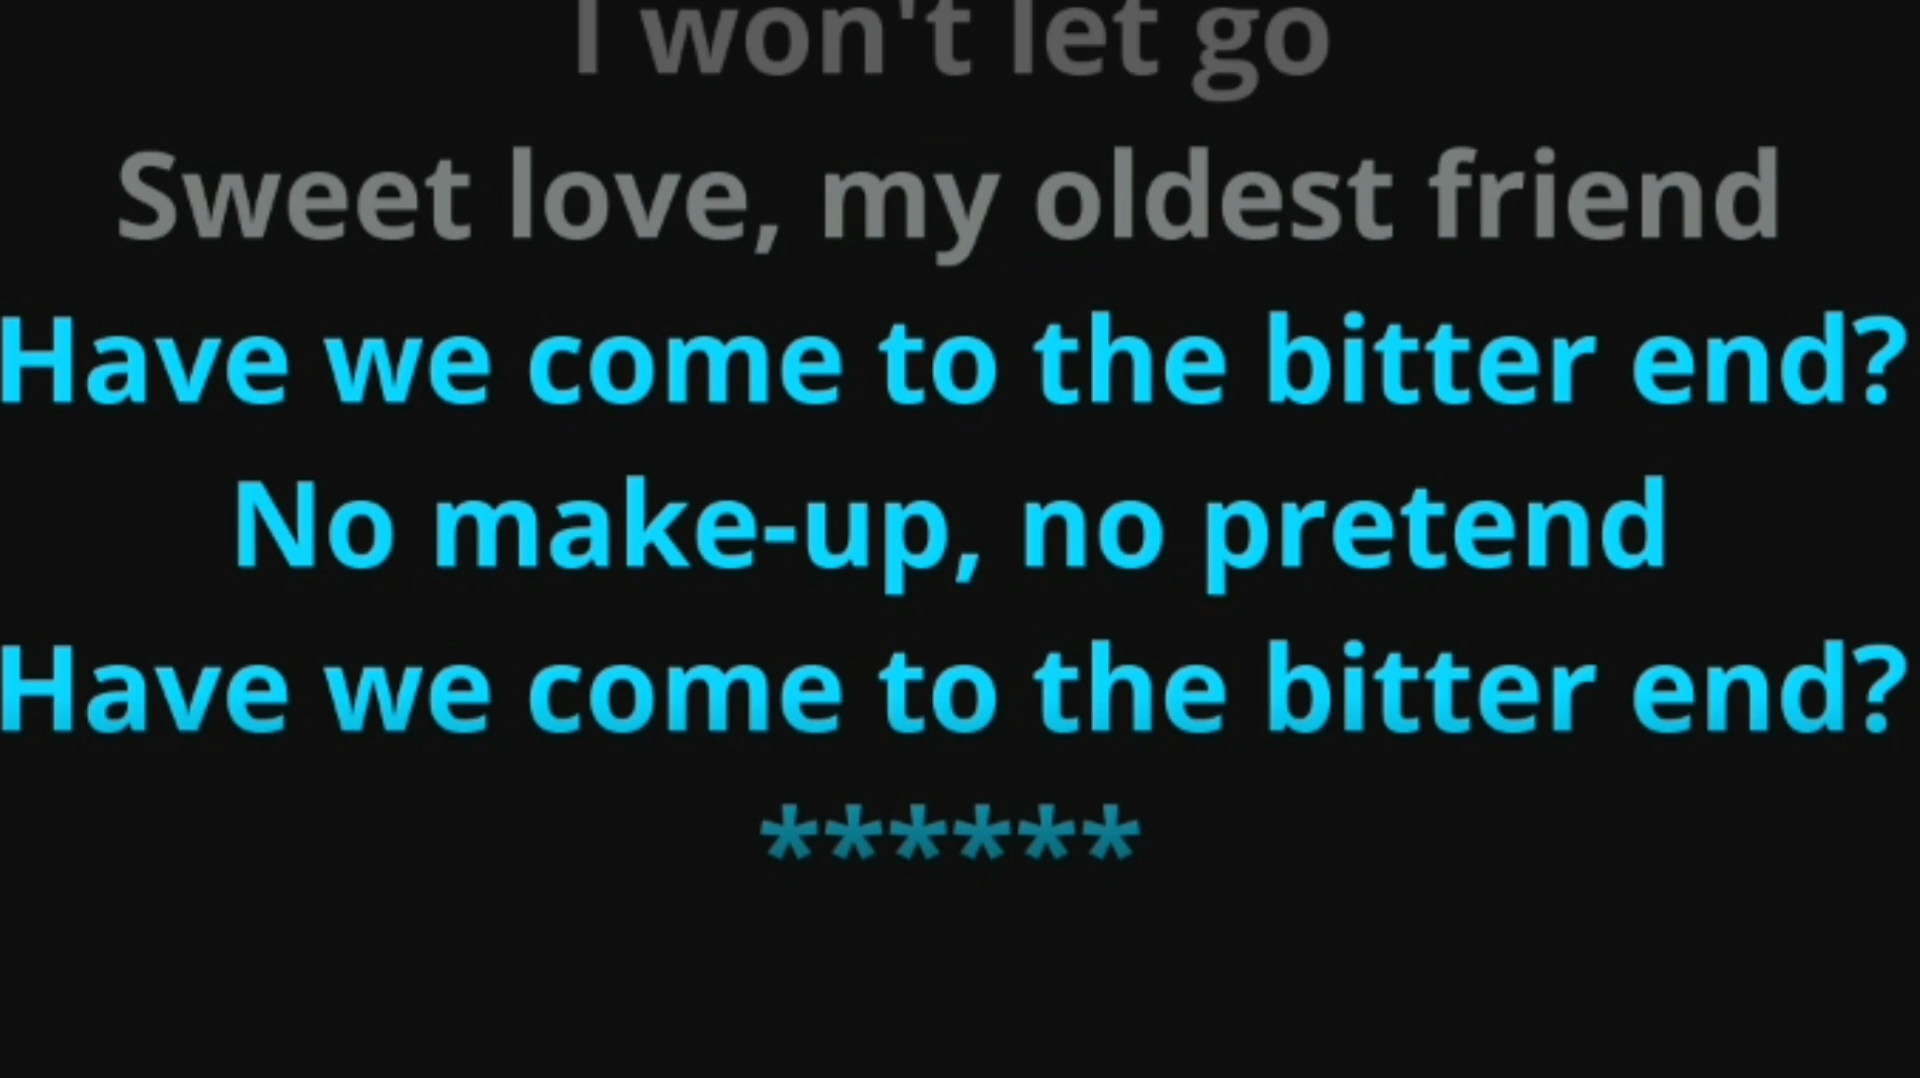 I won't let go
Sweet love, my oldest friend
Have we come to the bitter end?
No make-up, no pretend
Have we come to the bitter end?
******